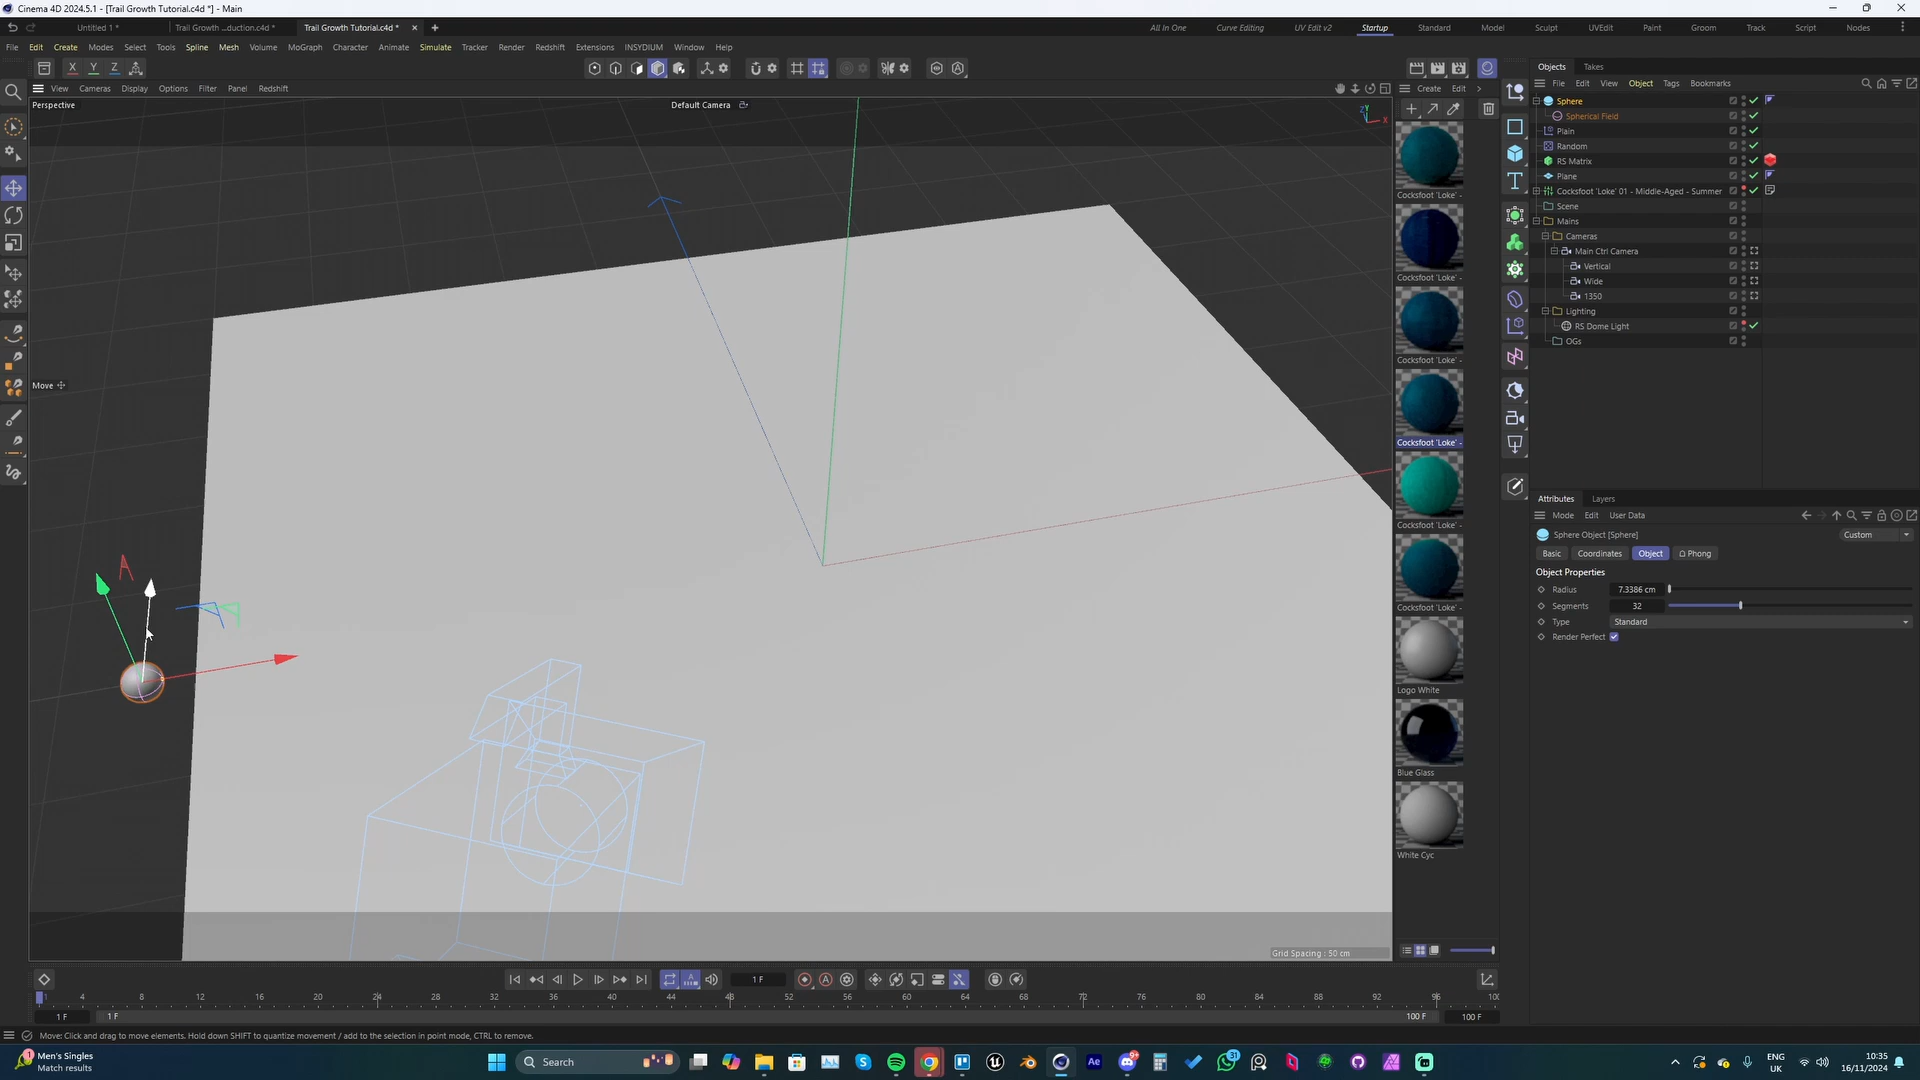 Cinema 4D 2024.5.1 - [Trail Growth Tutorial.c4d *] - Main
Untitled 1 *
Trail Growth ...duction.c4d *
Trail Growth Tutorial.c4d *
All In One
Curve Editing
UV Edit v2
Startup
Standard
Model
Sculpt
UVEdit
Paint
Groom
Track
Script
Nodes
File Edit Create Modes Select Tools Spline Mesh Volume MoGraph Character Animate Simulate Tracker Render Redshift Extensions INSYDIUM Window Help
X Y Z
Objects Takes
View Cameras Display Options Filter Panel Redshift
Create Edit
File Edit View Object Tags Bookmarks
Perspective
Default Camera
Sphere
Spherical Field
Plain
Random
RS Matrix
Plane
Cocksfoot 'Loke' 01 - Middle-Aged - Summer
Scene
Mains
Cameras
Main Ctrl Camera
Vertical
Wide
1350
Lighting
RS Dome Light
OGs
Cocksfoot 'Loke' -
Cocksfoot 'Loke' -
Cocksfoot 'Loke' -
Cocksfoot 'Loke' -
Cocksfoot 'Loke' -
Cocksfoot 'Loke' -
Logo White
Blue Glass
White Cyc
Move
Attributes Layers
Mode Edit User Data
Sphere Object [Sphere]
Custom
Basic Coordinates Object Phong
Object Properties
Radius 7.3386 cm
Segments 32
Type Standard
Render Perfect
Grid Spacing : 50 cm
1 F
1 4 8 12 16 20 24 28 32 36 40 44 48 52 56 60 64 68 72 76 80 84 88 92 96 100
1 F 1 F 100 F 100 F
Move: Click and drag to move elements. Hold down SHIFT to quantize movement / add to the selection in point mode, CTRL to remove.
Men's Singles
Match results
Search
ENG
UK
10:35
16/11/2024